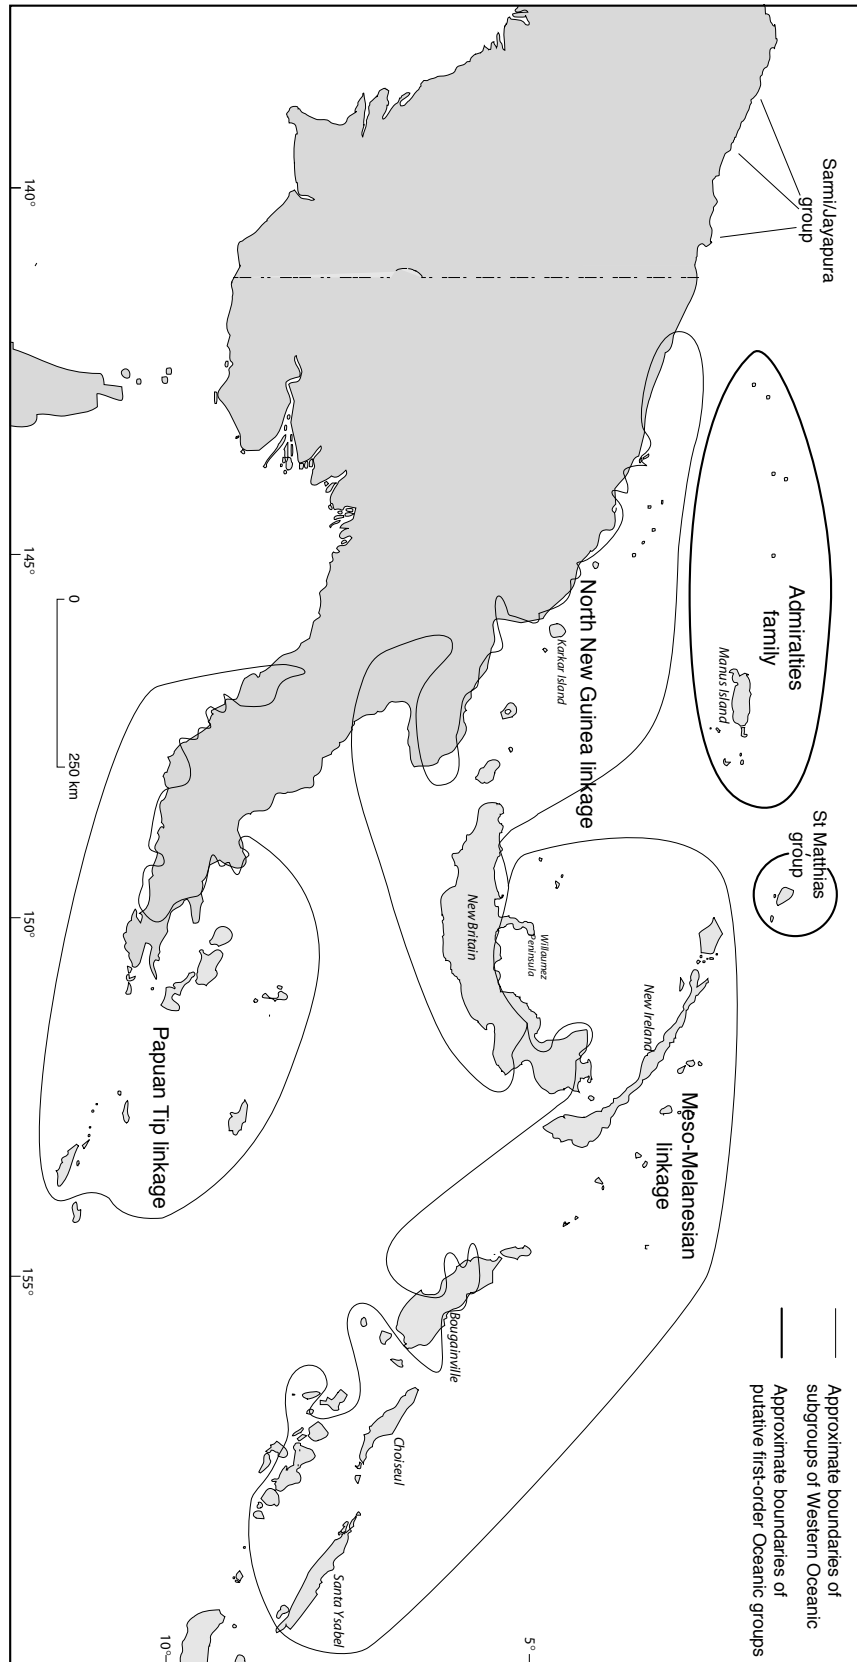 Sarmi/Jayapura
group
Admiralties
family
Manus Island
St Matthias
group
North New Guinea linkage
Karkar Island
New Britain
Willaumez
Peninsula
New Ireland
Meso-Melanesian
linkage
Papuan Tip linkage
Bougainville
Choiseul
Santa Ysabel
Approximate boundaries of
subgroups of Western Oceanic
Approximate boundaries of
putative first-order Oceanic groups
0
250 km
140°
145°
150°
155°
5°
10°